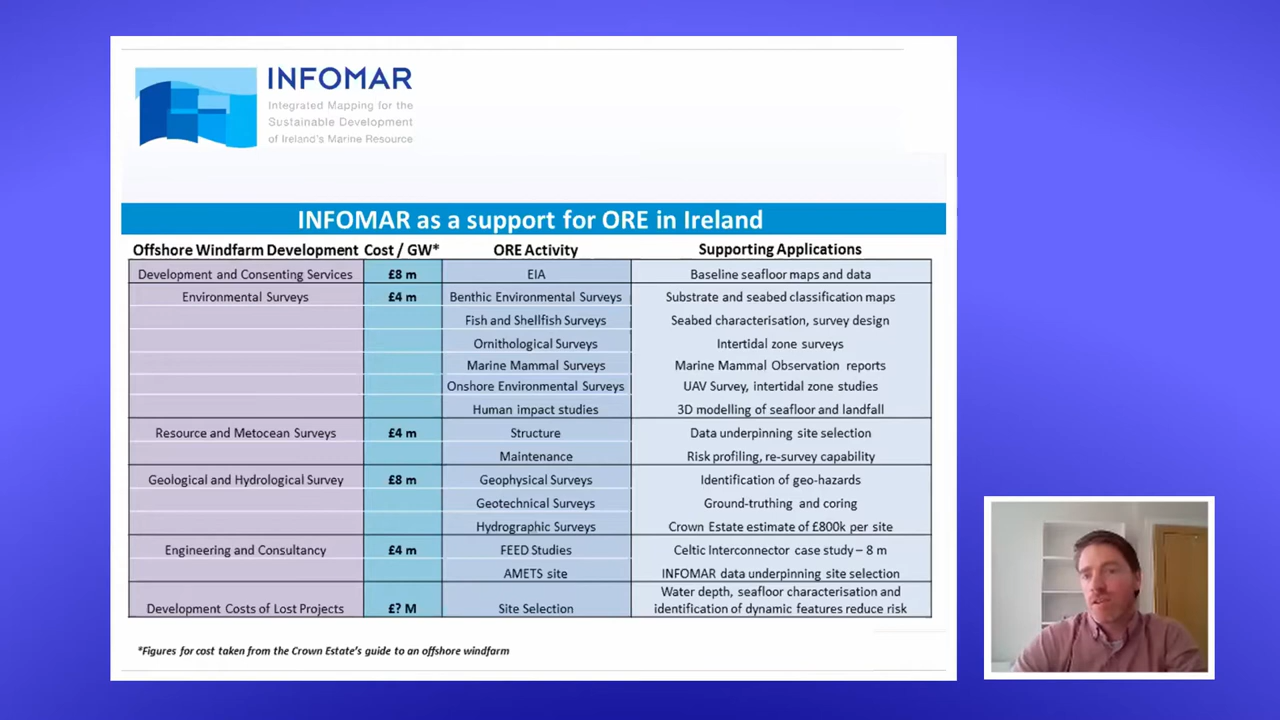 INFOMAR
Integrated Mapping for the
Sustainable Development
of Ireland's Marine Resource
INFOMAR as a support for ORE in Ireland
Offshore Windfarm Development Cost / GW* ORE Activity Supporting Applications
Development and Consenting Services £8 m EIA Baseline seafloor maps and data
Environmental Surveys £4 m Benthic Environmental Surveys Substrate and seabed classification maps
Fish and Shellfish Surveys Seabed characterisation, survey design
Ornithological Surveys Intertidal zone surveys
Marine Mammal Surveys Marine Mammal Observation reports
Onshore Environmental Surveys UAV Survey, intertidal zone studies
Human impact studies 3D modelling of seafloor and landfall
Resource and Metocean Surveys £4 m Structure Data underpinning site selection
Maintenance Risk profiling, re-survey capability
Geological and Hydrological Survey £8 m Geophysical Surveys Identification of geo-hazards
Geotechnical Surveys Ground-truthing and coring
Hydrographic Surveys Crown Estate estimate of £800k per site
Engineering and Consultancy £4 m FEED Studies Celtic Interconnector case study – 8 m
AMETS site INFOMAR data underpinning site selection
Development Costs of Lost Projects £? M Site Selection Water depth, seafloor characterisation and
identification of dynamic features reduce risk
*Figures for cost taken from the Crown Estate's guide to an offshore windfarm